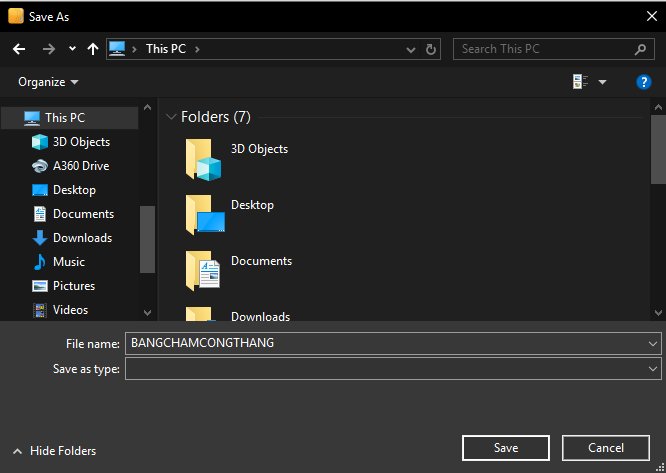 Save As
This PC
Search This PC
Organize
This PC
3D Objects
A360 Drive
Desktop
Documents
Downloads
Music
Pictures
Videos
Folders (7)
3D Objects
Desktop
Documents
Downloads
File name: BANGCHAMCONGTHANG
Save as type:
Hide Folders
Save Cancel